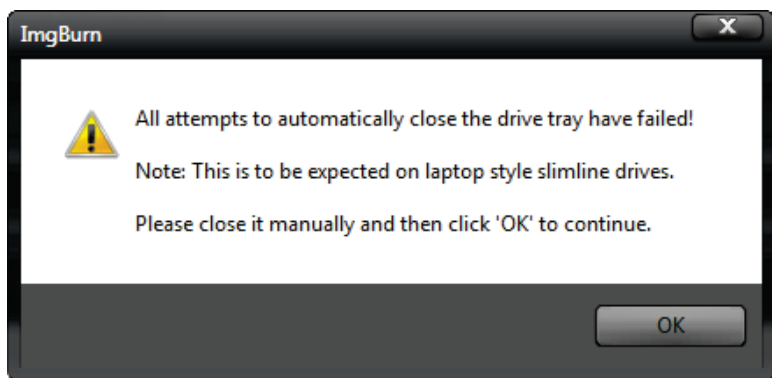 ImgBurn
X
All attempts to automatically close the drive tray have failed!
Note: This is to be expected on laptop style slimline drives.
Please close it manually and then click 'OK' to continue.
OK